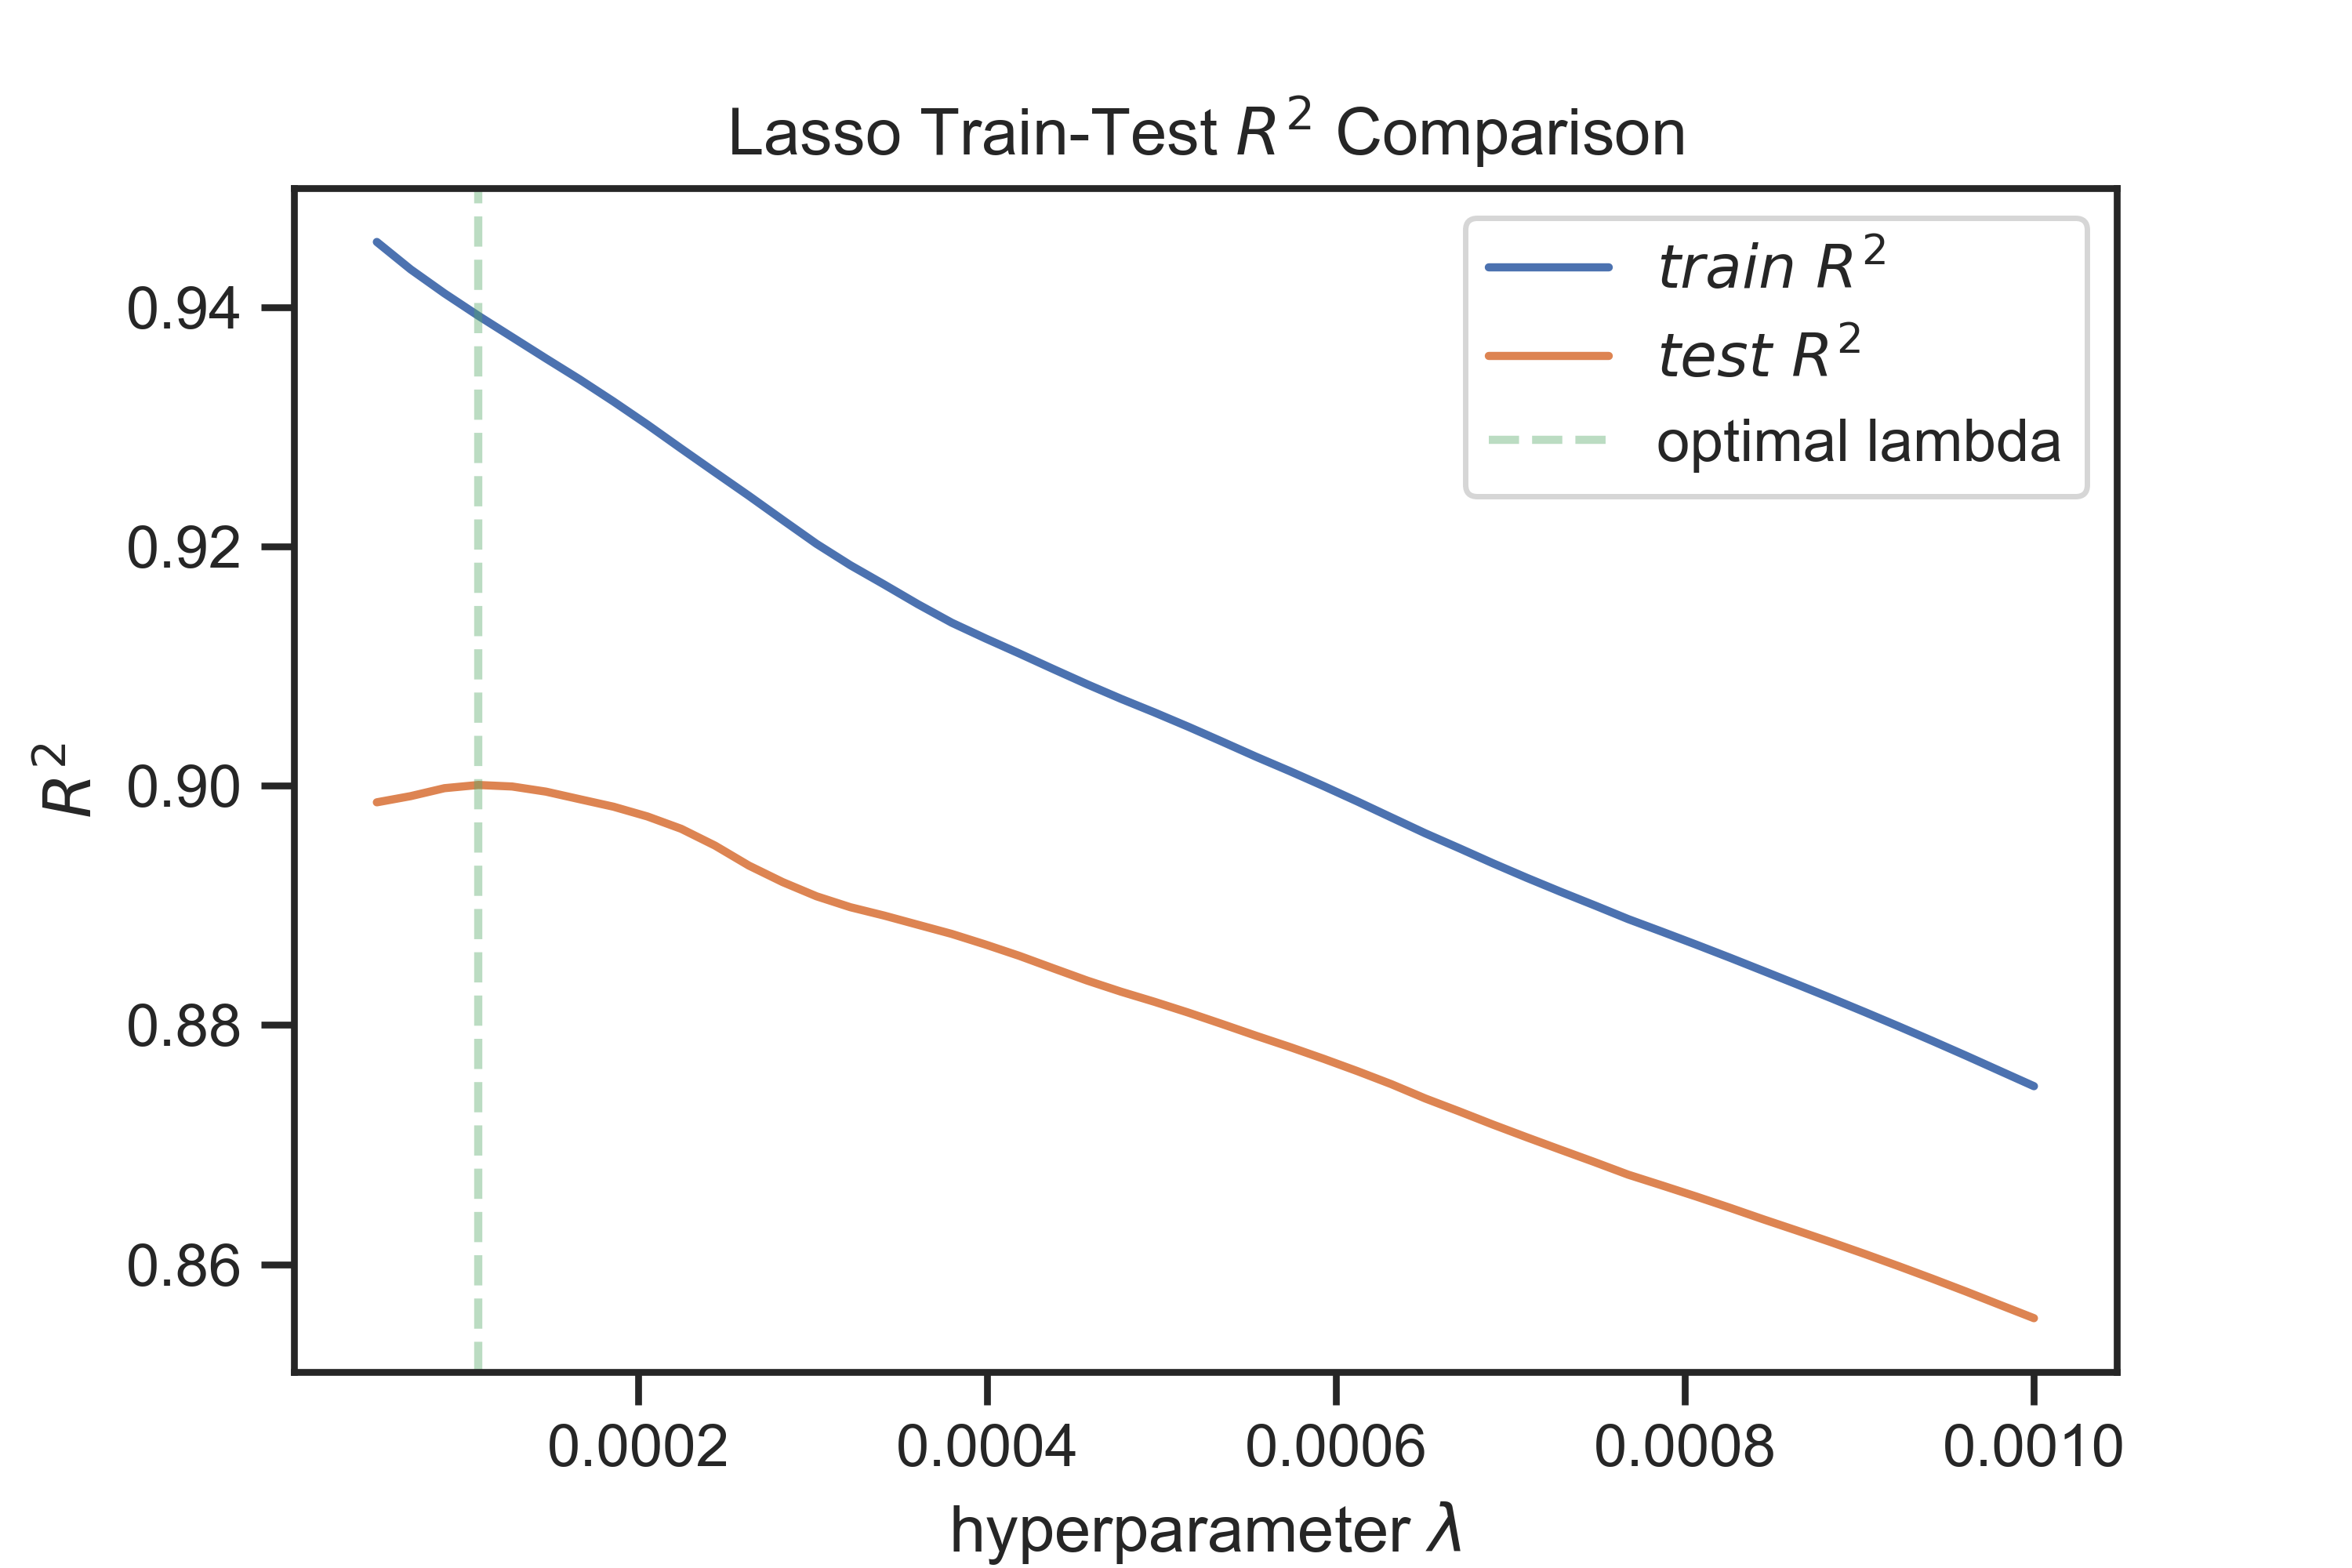 Lasso Train-Test R² Comparison
train R²
test R²
optimal lambda
R²
0.94
0.92
0.90
0.88
0.86
0.0002 0.0004 0.0006 0.0008 0.0010
hyperparameter λ